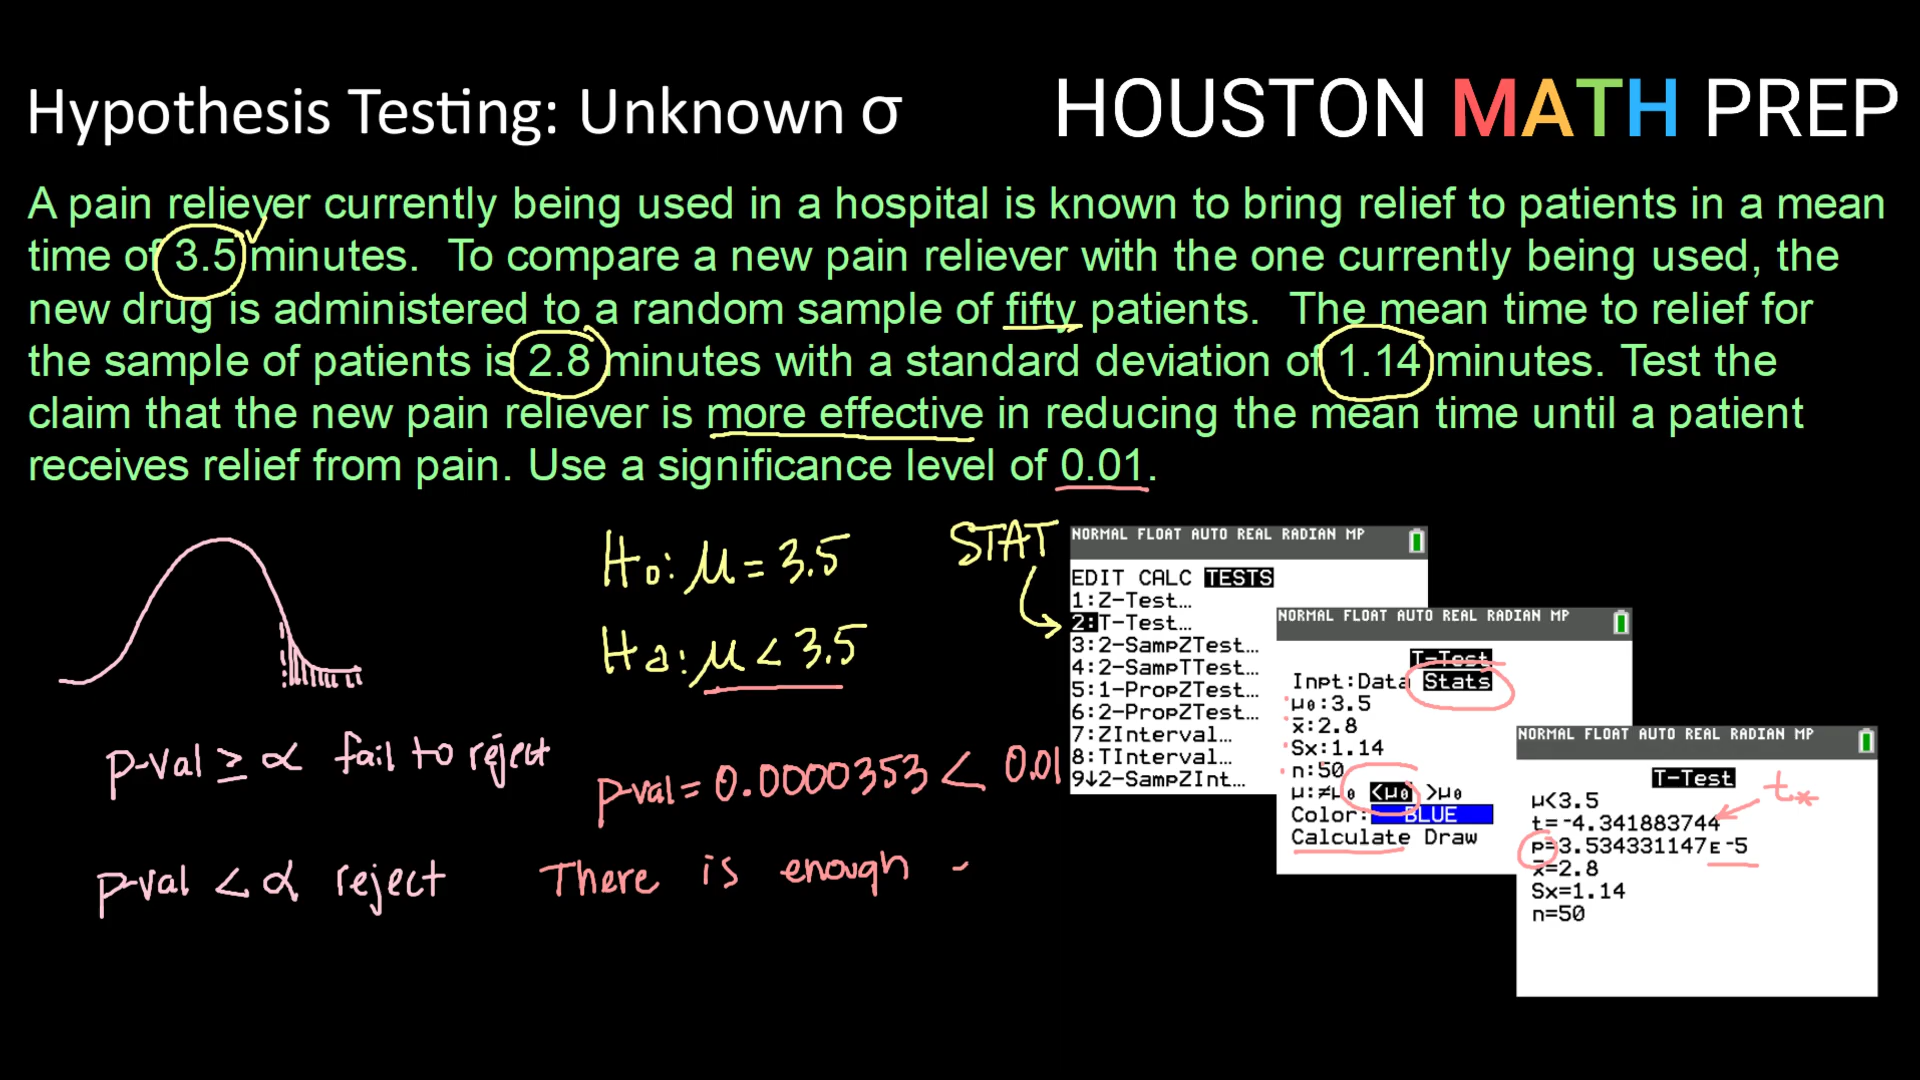 Hypothesis Testing: Unknown σ
HOUSTON MATH PREP
A pain reliever currently being used in a hospital is known to bring relief to patients in a mean
time of 3.5 minutes. To compare a new pain reliever with the one currently being used, the
new drug is administered to a random sample of fifty patients. The mean time to relief for
the sample of patients is 2.8 minutes with a standard deviation of 1.14 minutes. Test the
claim that the new pain reliever is more effective in reducing the mean time until a patient
receives relief from pain. Use a significance level of 0.01.
H₀: μ = 3.5
Ha: μ < 3.5
p-val ≥ α fail to reject
p-val < α reject
p-val = 0.0000353 < 0.01
There is enough -
STAT
NORMAL FLOAT AUTO REAL RADIAN MP
EDIT CALC TESTS
1:Z-Test…
2:T-Test…
3:2-SampZTest…
4:2-SampTTest…
5:1-PropZTest…
6:2-PropZTest…
7:ZInterval…
8:TInterval…
9↓2-SampZInt…
NORMAL FLOAT AUTO REAL RADIAN MP
T-Test
Inpt:Data Stats
μ₀:3.5
x̄:2.8
Sx:1.14
n:50
μ:≠μ₀ <μ₀ >μ₀
Color: BLUE
Calculate Draw
NORMAL FLOAT AUTO REAL RADIAN MP
T-Test
t*
μ<3.5
t=-4.341883744
p=3.534331147ᴇ-5
x̄=2.8
Sx=1.14
n=50